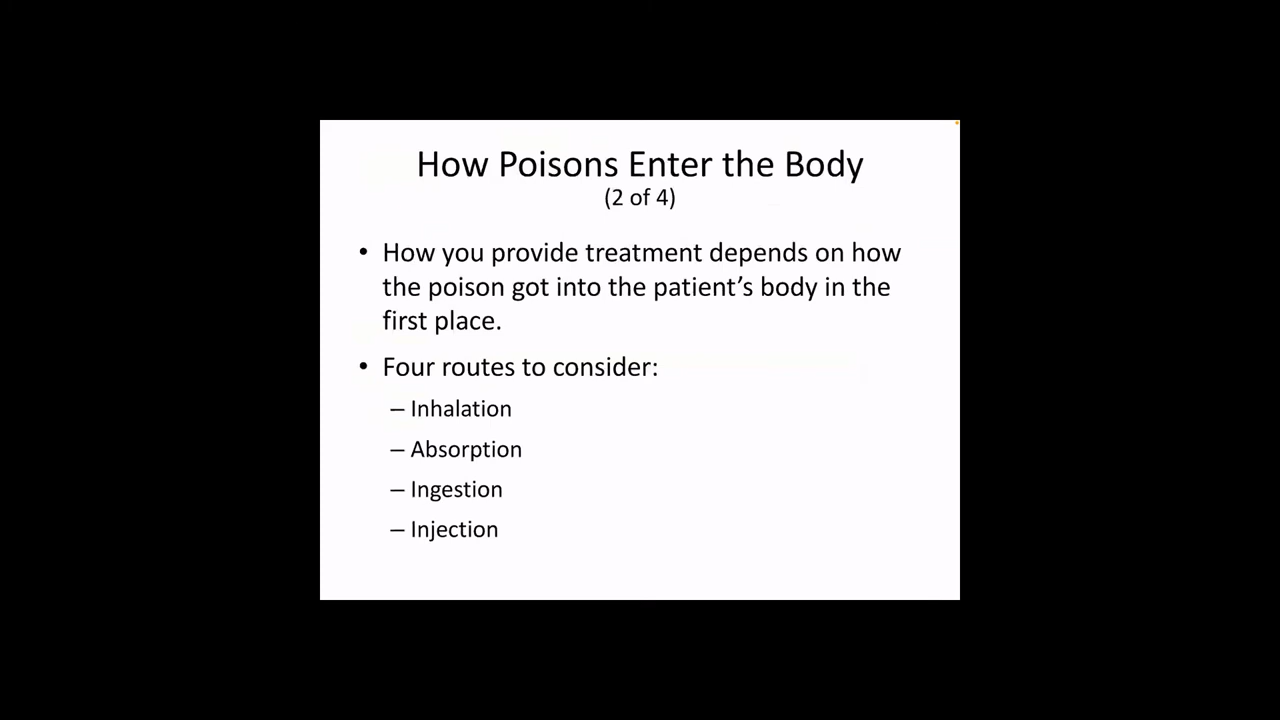 How Poisons Enter the Body
(2 of 4)
• How you provide treatment depends on how
the poison got into the patient’s body in the
first place.
• Four routes to consider:
– Inhalation
– Absorption
– Ingestion
– Injection